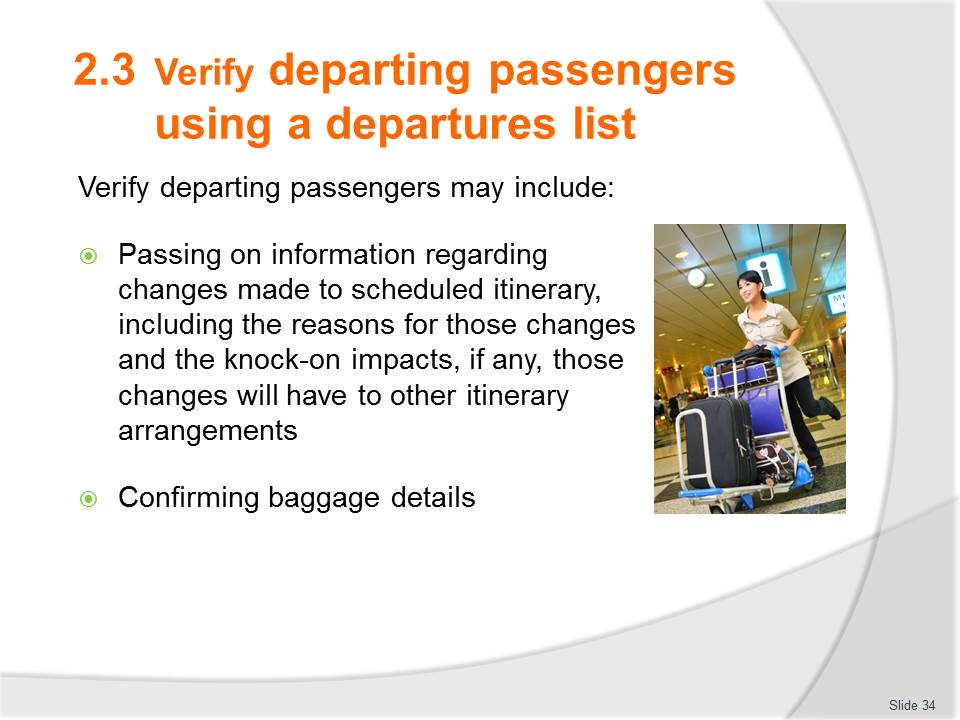 2.3 Verify departing passengers
using a departures list
Verify departing passengers may include:
Passing on information regarding
changes made to scheduled itinerary,
including the reasons for those changes
and the knock-on impacts, if any, those
changes will have to other itinerary
arrangements
Confirming baggage details
i
Slide 34